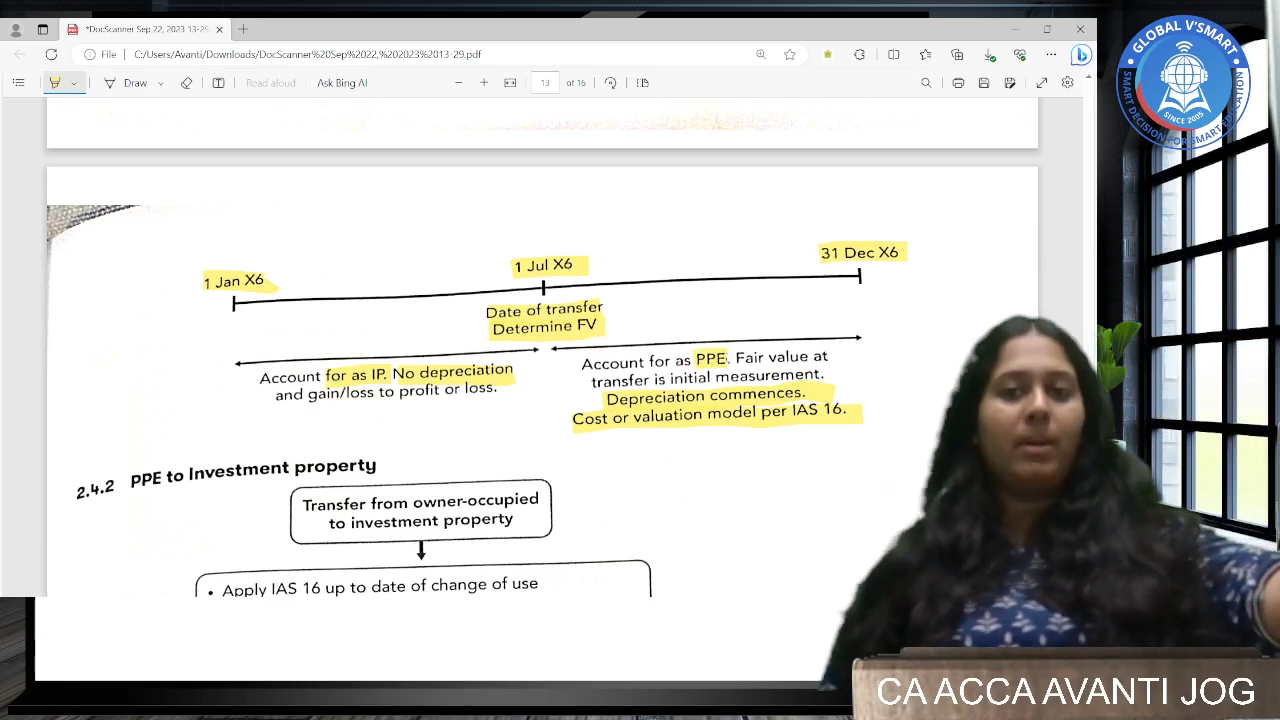 *DocScanner Sep 22, 2023 13-29
File
C:/Users/Avanti/Downloads/DocScanner%20Sep%2022,%202023%2013-29.pdf
Draw
Read aloud
Ask Bing AI
13
of 16
GLOBAL V'SMART
SMART DECISION FOR SMART EDUCATION
SINCE 2005
1 Jan X6
1 Jul X6
31 Dec X6
Date of transfer
Determine FV
Account for as IP. No depreciation
and gain/loss to profit or loss.
Account for as PPE. Fair value at
transfer is initial measurement.
Depreciation commences.
Cost or valuation model per IAS 16.
2.4.2 PPE to Investment property
Transfer from owner-occupied
to investment property
• Apply IAS 16 up to date of change of use
CA ACCA AVANTI JOG